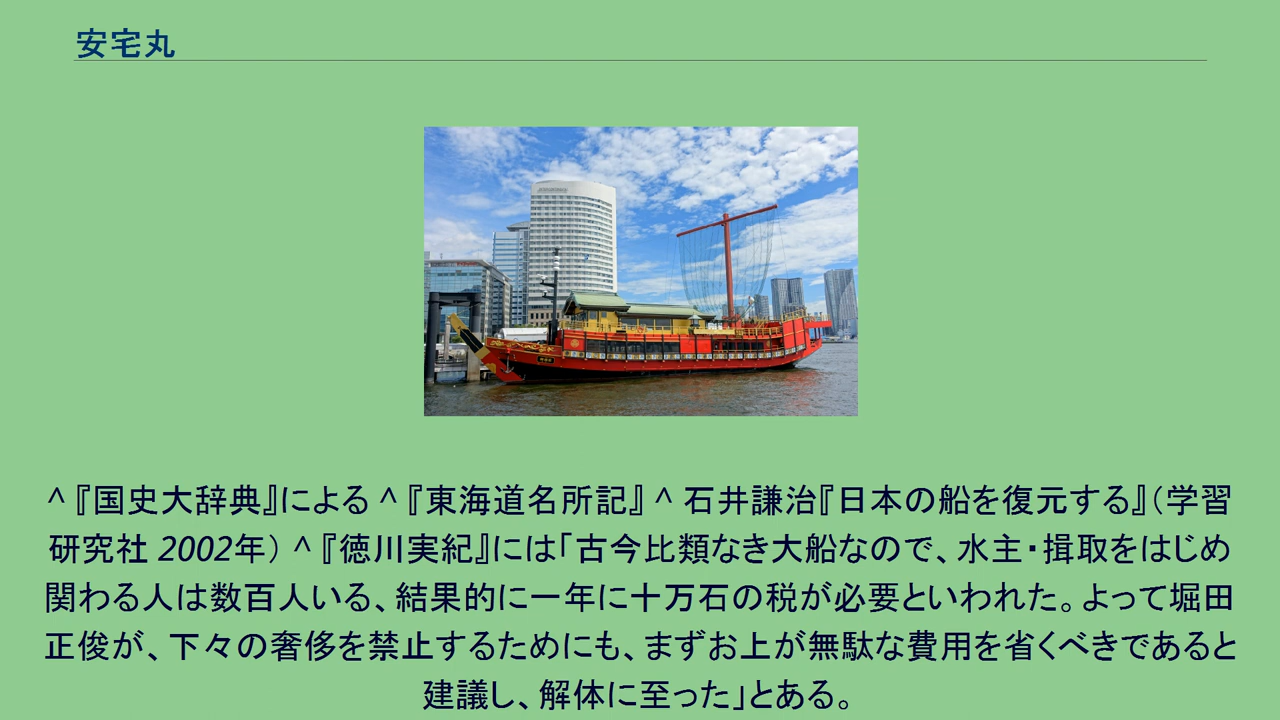 安宅丸
^ 『国史大辞典』による ^ 『東海道名所記』 ^ 石井謙治『日本の船を復元する』（学習
研究社 2002年） ^ 『徳川実紀』には「古今比類なき大船なので、水主・揖取をはじめ
関わる人は数百人いる、結果的に一年に十万石の税が必要といわれた。よって堀田
正俊が、下々の奢侈を禁止するためにも、まずお上が無駄な費用を省くべきであると
建議し、解体に至った」とある。